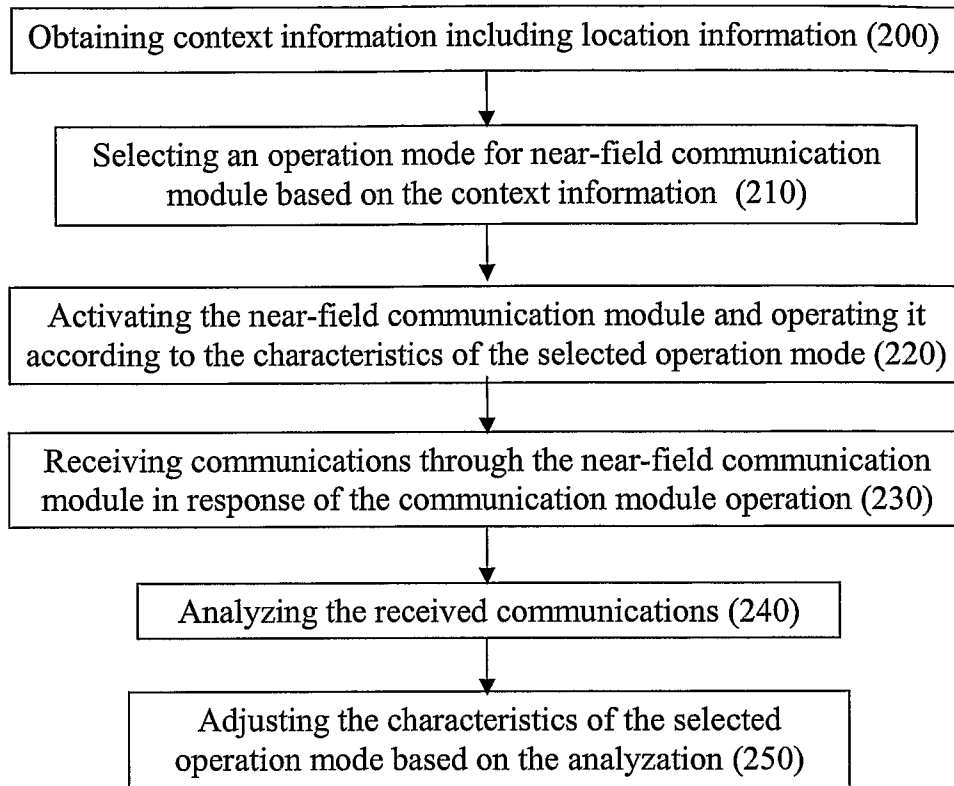 Obtaining context information including location information (200)
Selecting an operation mode for near-field communication
module based on the context information (210)
Activating the near-field communication module and operating it
according to the characteristics of the selected operation mode (220)
Receiving communications through the near-field communication
module in response of the communication module operation (230)
Analyzing the received communications (240)
Adjusting the characteristics of the selected
operation mode based on the analyzation (250)